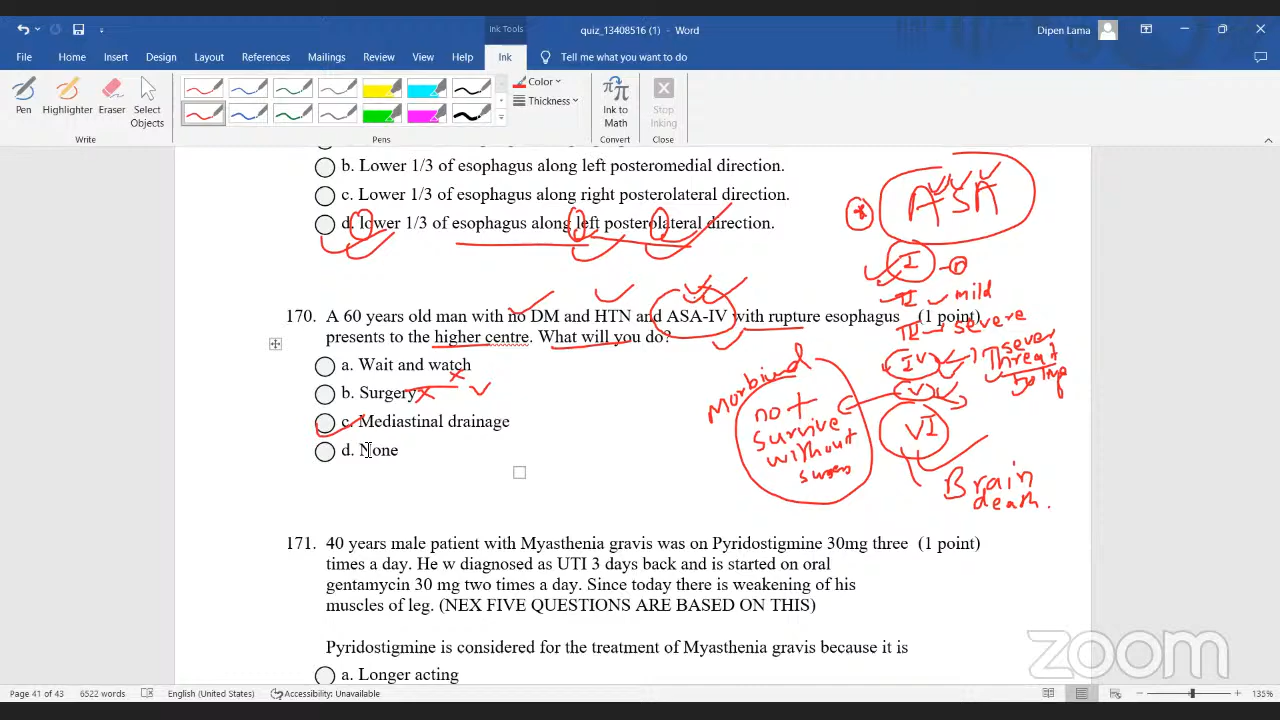 Ink Tools
quiz_13408516 (1) - Word
Dipen Lama
File Home Insert Design Layout References Mailings Review View Help Ink Tell me what you want to do
Pen Highlighter Eraser Select Objects
Color
Thickness
Ink to Math
Stop Inking
Write Pens Convert Close
b. Lower 1/3 of esophagus along left posteromedial direction.
c. Lower 1/3 of esophagus along right posterolateral direction.
d. lower 1/3 of esophagus along left posterolateral direction.
170. A 60 years old man with no DM and HTN and ASA-IV with rupture esophagus (1 point)
presents to the higher centre. What will you do?
a. Wait and watch
b. Surgery
c. Mediastinal drainage
d. None
ASA
I
II mild
III severe
IV sever
Threat
V
VI
Brain
death.
not
survive
without
171. 40 years male patient with Myasthenia gravis was on Pyridostigmine 30mg three (1 point)
times a day. He w diagnosed as UTI 3 days back and is started on oral
gentamycin 30 mg two times a day. Since today there is weakening of his
muscles of leg. (NEX FIVE QUESTIONS ARE BASED ON THIS)
Pyridostigmine is considered for the treatment of Myasthenia gravis because it is
a. Longer acting
zoom
Page 41 of 43 6522 words English (United States) Accessibility: Unavailable 135%